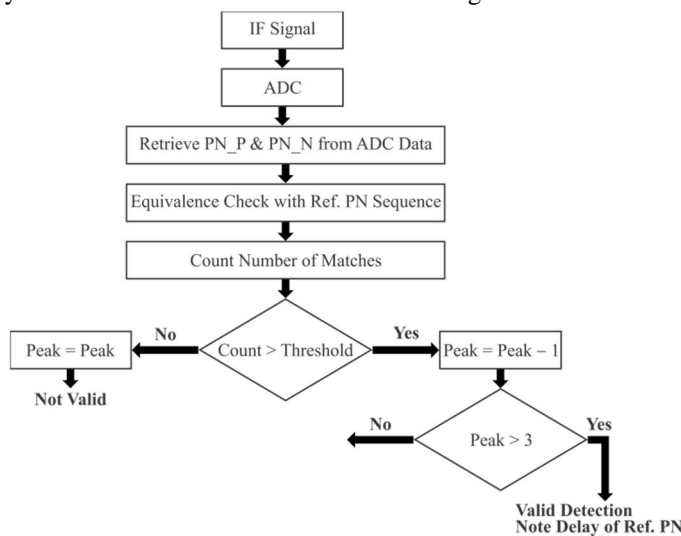 IF Signal
ADC
Retrieve PN_P & PN_N from ADC Data
Equivalence Check with Ref. PN Sequence
Count Number of Matches
Count > Threshold
No
Yes
Peak = Peak
Peak = Peak − 1
Not Valid
Peak > 3
No
Yes
Valid Detection
Note Delay of Ref. PN